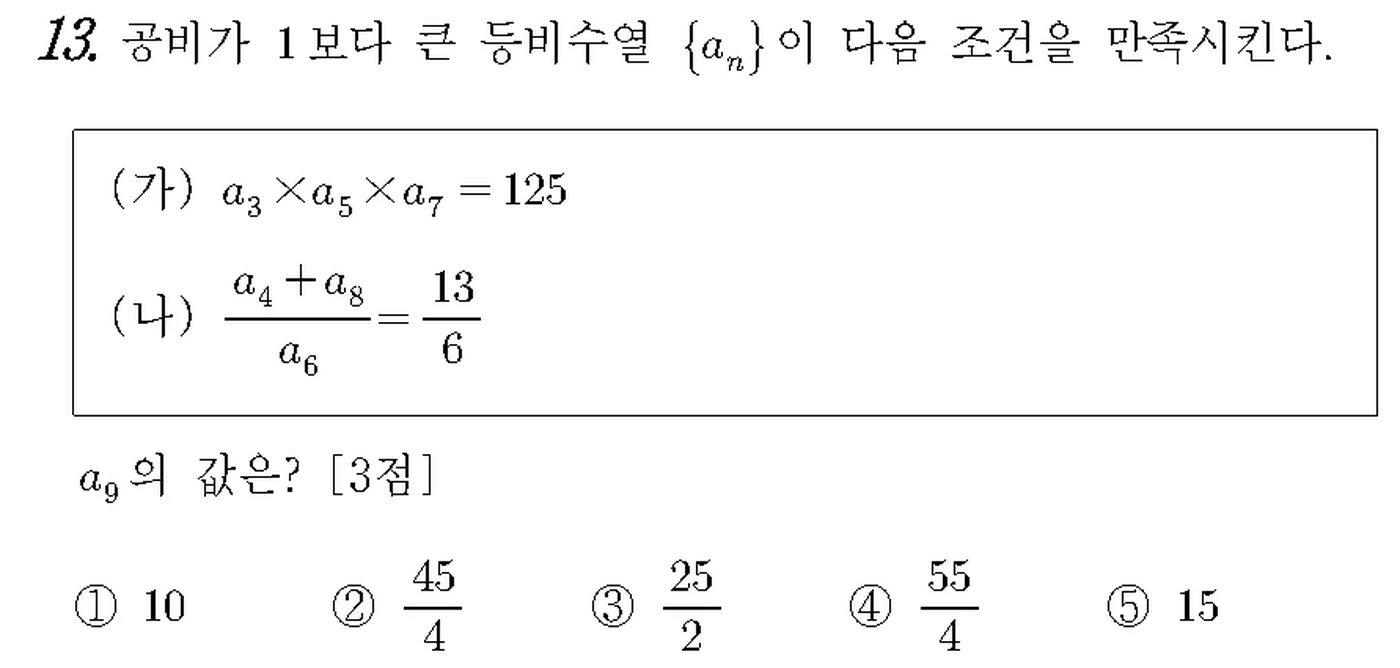 13. 공비가 1보다 큰 등비수열 {aₙ}이 다음 조건을 만족시킨다.
(가) a₃×a₅×a₇=125
(나) (a₄+a₈)/a₆=13/6
a₉의 값은? [3점]
① 10 ② 45/4 ③ 25/2 ④ 55/4 ⑤ 15